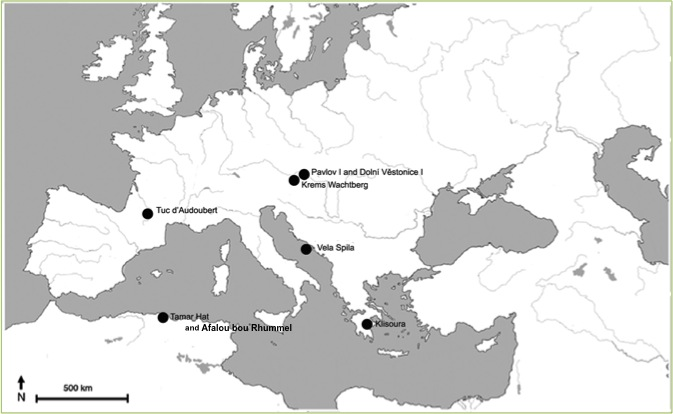 Pavlov I and Dolní Věstonice I
Krems Wachtberg
Tuc d'Audoubert
Vela Spila
Tamar Hat
and Afalou bou Rhummel
Klisoura
N
500 km